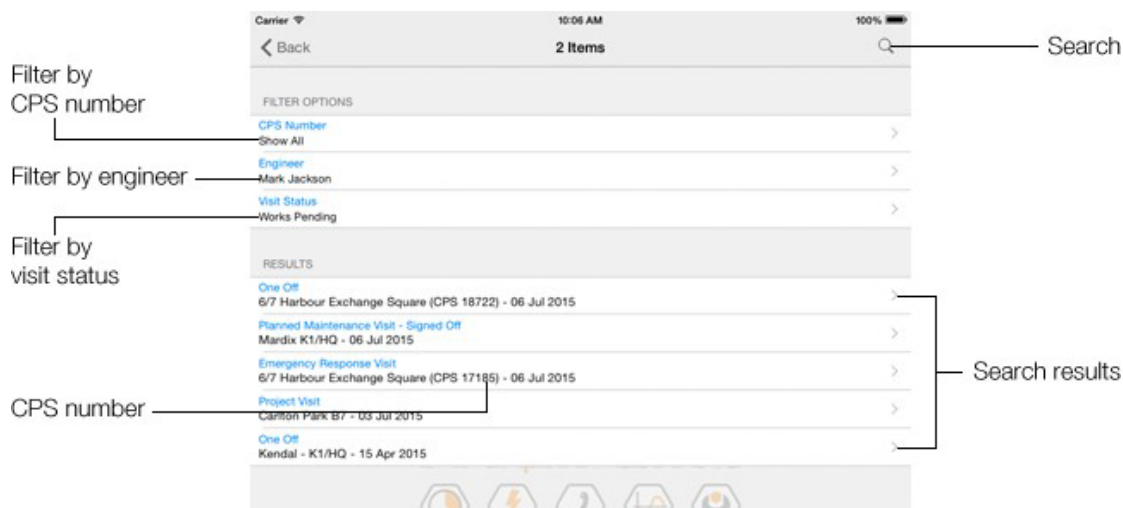 Carrier 10:06 AM 100%
Back 2 Items
Search
Filter by
CPS number
FILTER OPTIONS
CPS Number
Show All
Filter by engineer
Engineer
Mark Jackson
Visit Status
Works Pending
Filter by
visit status
RESULTS
One Off
6/7 Harbour Exchange Square (CPS 18722) - 06 Jul 2015
Planned Maintenance Visit - Signed Off
Mardix K1/HQ - 06 Jul 2015
Emergency Response Visit
6/7 Harbour Exchange Square (CPS 17185) - 06 Jul 2015
Search results
CPS number
Project Visit
Carlton Park B7 - 03 Jul 2015
One Off
Kendal - K1/HQ - 15 Apr 2015